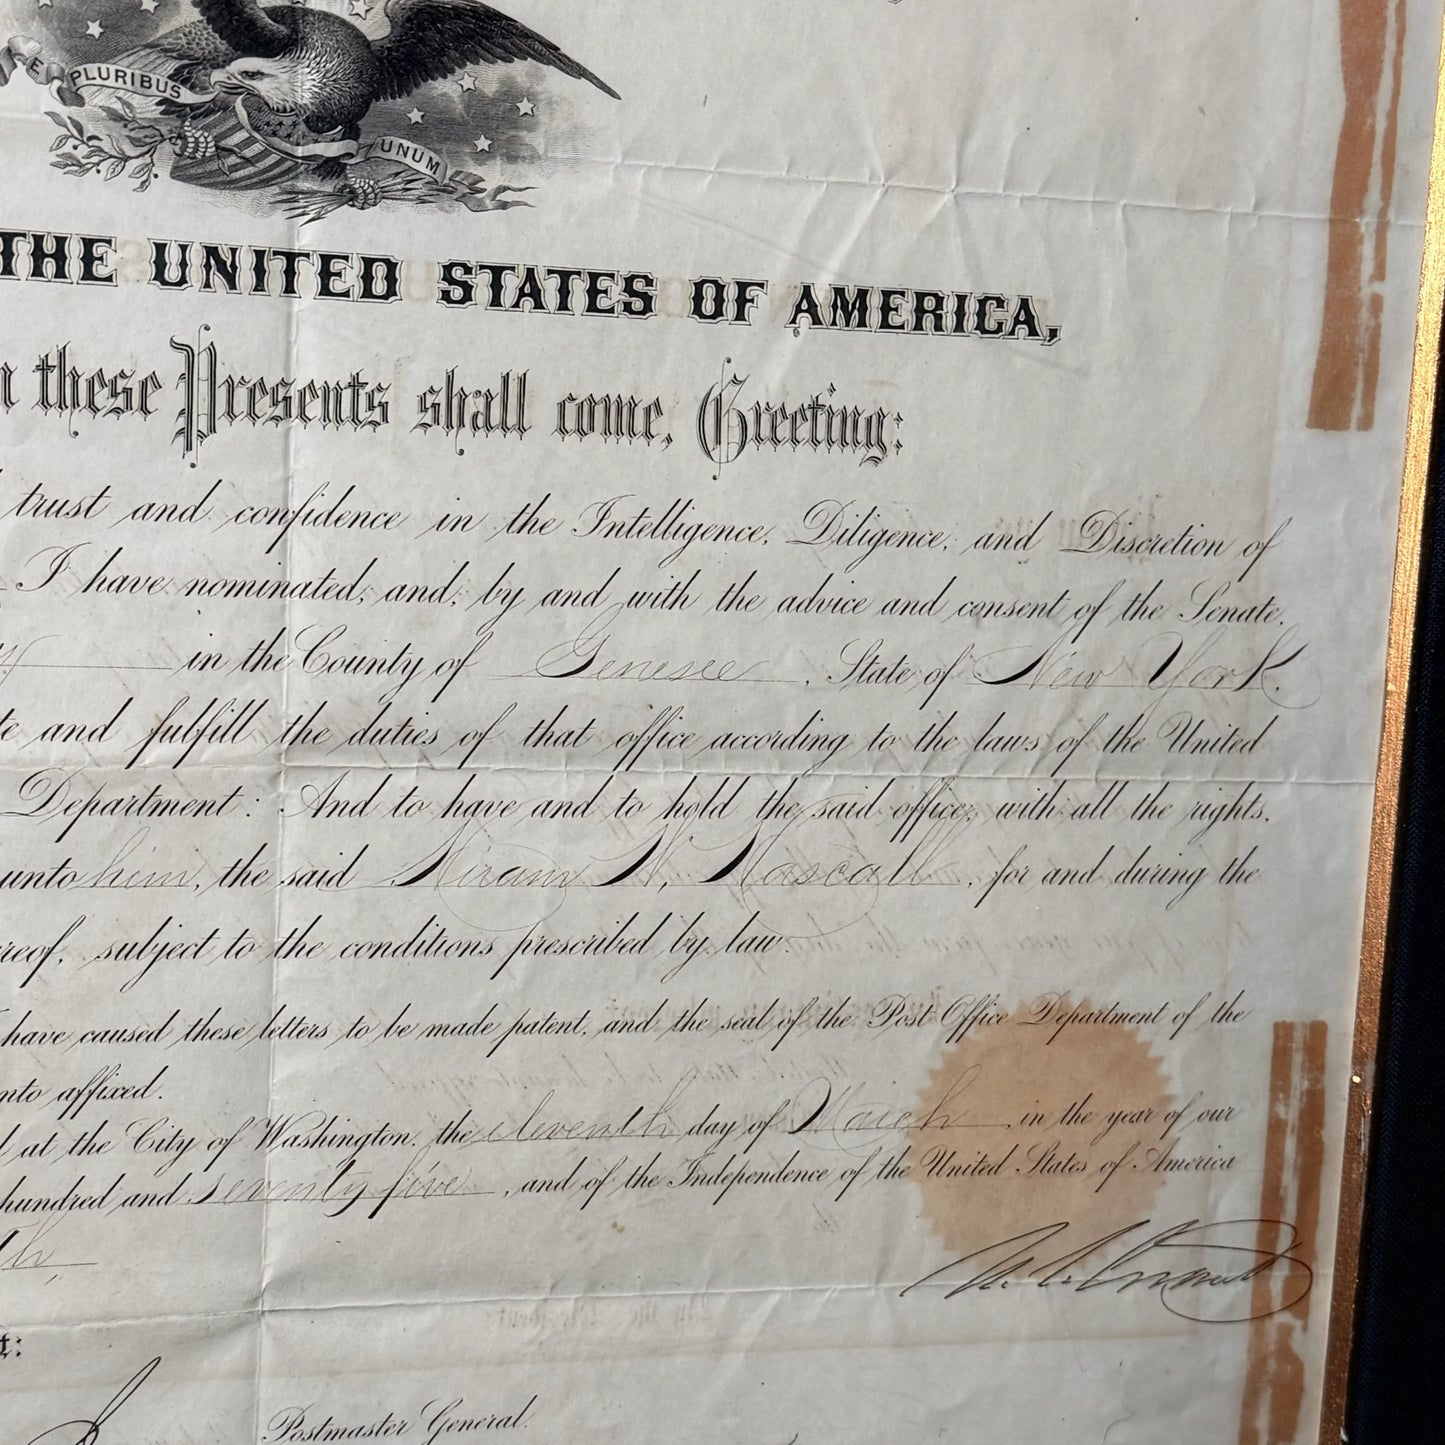 E PLURIBUS UNUM
THE UNITED STATES OF AMERICA,
these Presents shall come, Greeting:
trust and confidence in the Intelligence, Diligence, and Discretion of
I have nominated, and, by and with the advice and consent of the Senate,
in the County of Genesee, State of New York,
and fulfill the duties of that office according to the laws of the United
Department: And to have and to hold the said office, with all the rights,
unto him, the said Hiram W. Hascall, for and during the
reof, subject to the conditions prescribed by law.
have caused these letters to be made patent, and the seal of the Post Office Department of the
nto affixed.
at the City of Washington, the eleventh day of March, in the year of our
hundred and seventy five, and of the Independence of the United States of America
th,
U. S. Grant
t:
Postmaster General.